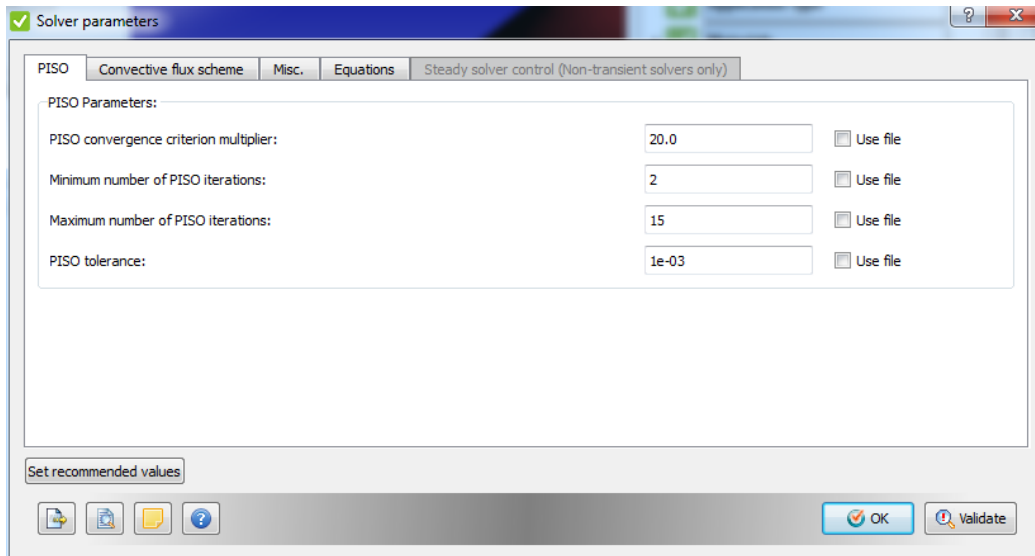 Solver parameters
PISO Convective flux scheme Misc. Equations Steady solver control (Non-transient solvers only)
PISO Parameters:
PISO convergence criterion multiplier: 20.0 Use file
Minimum number of PISO iterations: 2 Use file
Maximum number of PISO iterations: 15 Use file
PISO tolerance: 1e-03 Use file
Set recommended values
OK Validate